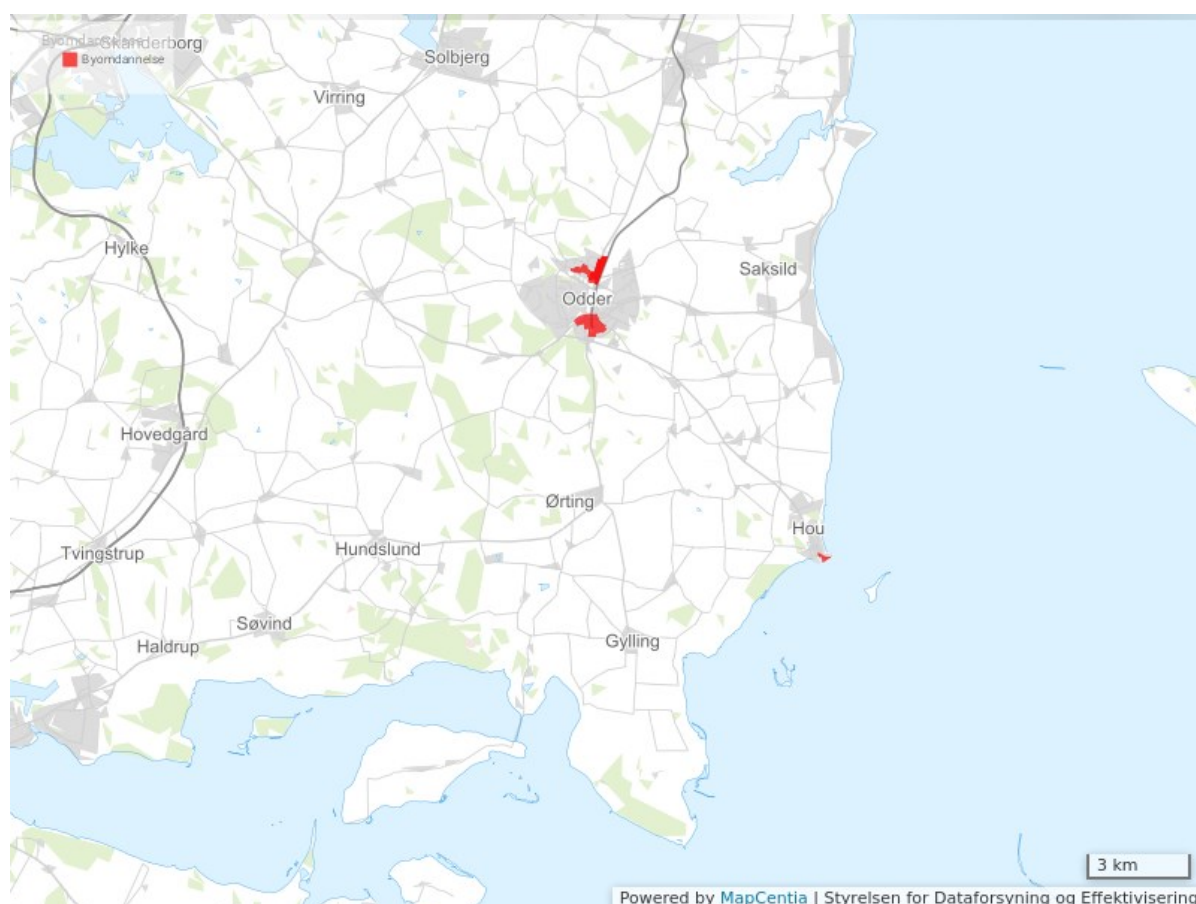 Skanderborg
Byomdannelse
Byomdannelse
Solbjerg
Virring
Hylke
Saksild
Odder
Hovedgård
Ørting
Hou
Tvingstrup
Hundslund
Søvind
Haldrup
Gylling
3 km
Powered by MapCentia | Styrelsen for Dataforsyning og Effektivisering